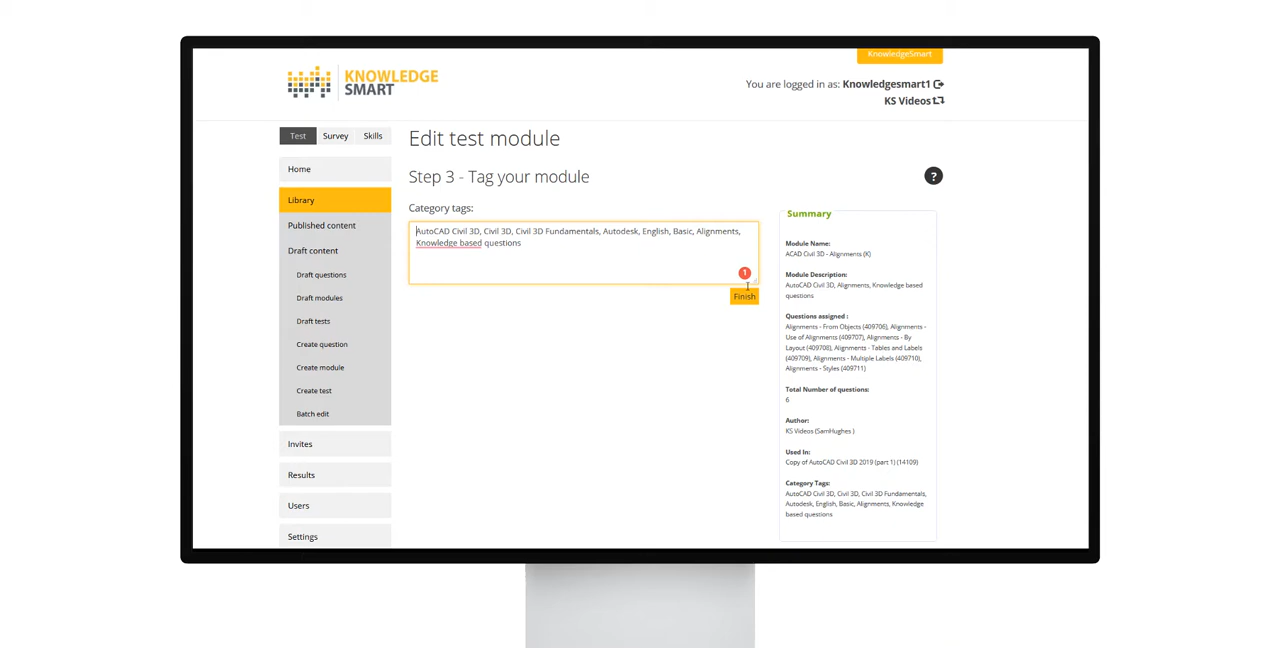 KnowledgeSmart
KNOWLEDGE
SMART
You are logged in as: Knowledgesmart1
KS Videos
Test Survey Skills
Home
Library
Published content
Draft content
Draft questions
Draft modules
Draft tests
Create question
Create module
Create test
Batch edit
Invites
Results
Users
Settings
Edit test module
Step 3 - Tag your module
?
Category tags:
AutoCAD Civil 3D, Civil 3D, Civil 3D Fundamentals, Autodesk, English, Basic, Alignments,
Knowledge based questions
1
Finish
Summary
Module Name:
ACAD Civil 3D - Alignments (K)
Module Description:
AutoCAD Civil 3D, Alignments, Knowledge based
questions
Questions assigned :
Alignments - From Objects (409706), Alignments -
Use of Alignments (409707), Alignments - By
Layout (409708), Alignments - Tables and Labels
(409709), Alignments - Multiple Labels (409710),
Alignments - Styles (409711)
Total Number of questions:
6
Author:
KS Videos (SamHughes )
Used In:
Copy of AutoCAD Civil 3D 2019 (part 1) (14109)
Category Tags:
AutoCAD Civil 3D, Civil 3D, Civil 3D Fundamentals,
Autodesk, English, Basic, Alignments, Knowledge
based questions